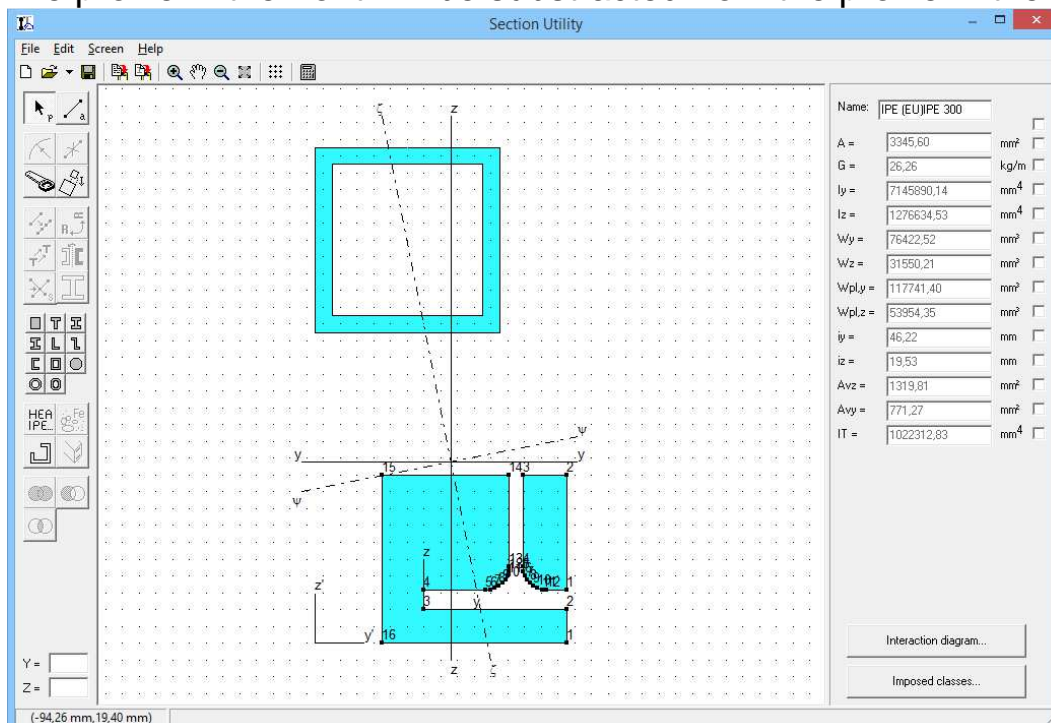 Section Utility
File Edit Screen Help
Name: IPE (EU)IPE 300
A = 3345,60 mm²
G = 26,26 kg/m
Iy = 7145890,14 mm4
Iz = 1276634,53 mm4
Wy = 76422,52 mm³
Wz = 31550,21 mm³
Wpl,y = 117741,40 mm³
Wpl,z = 53954,35 mm³
iy = 46,22 mm
iz = 19,53 mm
Avz = 1319,81 mm²
Avy = 771,27 mm²
IT = 1022312,83 mm4
ζ z
y ψ y
15 14 3 2
ψ
z
4 1
3 y 2
z'
y' 16 1
z ζ
HEA
IPE...
Interaction diagram...
Imposed classes...
Y =
Z =
(-94,26 mm,19,40 mm)